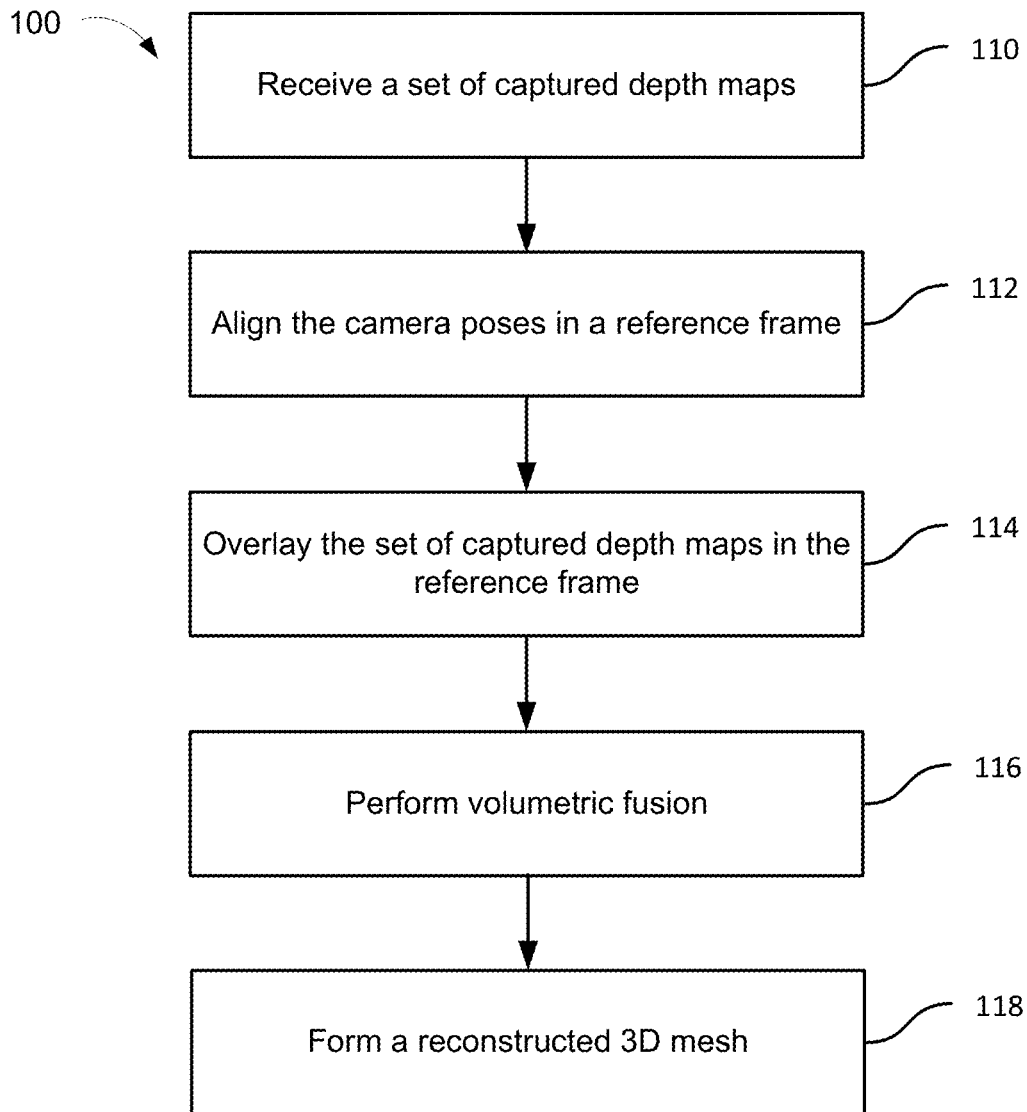 100
Receive a set of captured depth maps
110
Align the camera poses in a reference frame
112
Overlay the set of captured depth maps in the
reference frame
114
Perform volumetric fusion
116
Form a reconstructed 3D mesh
118